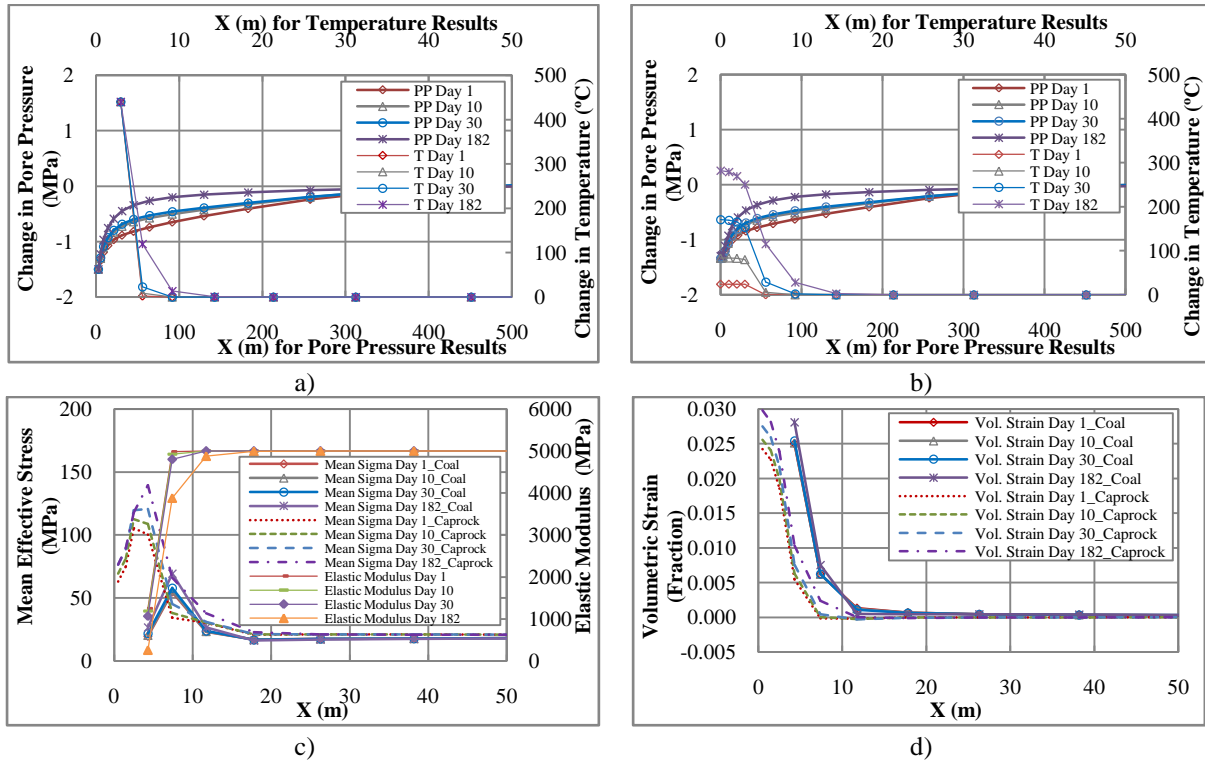 X (m) for Temperature Results
0 10 20 30 40 50
Change in Pore Pressure
(MPa)
2
1
0
-1
-2
PP Day 1
PP Day 10
PP Day 30
PP Day 182
T Day 1
T Day 10
T Day 30
T Day 182
500
400
300
200
100
0
Change in Temperature (ºC)
0 100 200 300 400 500
X (m) for Pore Pressure Results
a)
X (m) for Temperature Results
0 10 20 30 40 50
Change in Pore Pressure
(MPa)
2
1
0
-1
-2
PP Day 1
PP Day 10
PP Day 30
PP Day 182
T Day 1
T Day 10
T Day 30
T Day 182
500
400
300
200
100
0
Change in Temperature (ºC)
0 100 200 300 400 500
X (m) for Pore Pressure Results
b)
Mean Effective Stress
(MPa)
200
150
100
50
0
Mean Sigma Day 1_Coal
Mean Sigma Day 10_Coal
Mean Sigma Day 30_Coal
Mean Sigma Day 182_Coal
Mean Sigma Day 1_Caprock
Mean Sigma Day 10_Caprock
Mean Sigma Day 30_Caprock
Mean Sigma Day 182_Caprock
Elastic Modulus Day 1
Elastic Modulus Day 10
Elastic Modulus Day 30
Elastic Modulus Day 182
6000
5000
4000
3000
2000
1000
0
Elastic Modulus (MPa)
0 10 20 30 40 50
X (m)
c)
Volumetric Strain
(Fraction)
0.030
0.025
0.020
0.015
0.010
0.005
0.000
-0.005
Vol. Strain Day 1_Coal
Vol. Strain Day 10_Coal
Vol. Strain Day 30_Coal
Vol. Strain Day 182_Coal
Vol. Strain Day 1_Caprock
Vol. Strain Day 10_Caprock
Vol. Strain Day 30_Caprock
Vol. Strain Day 182_Caprock
0 10 20 30 40 50
X (m)
d)